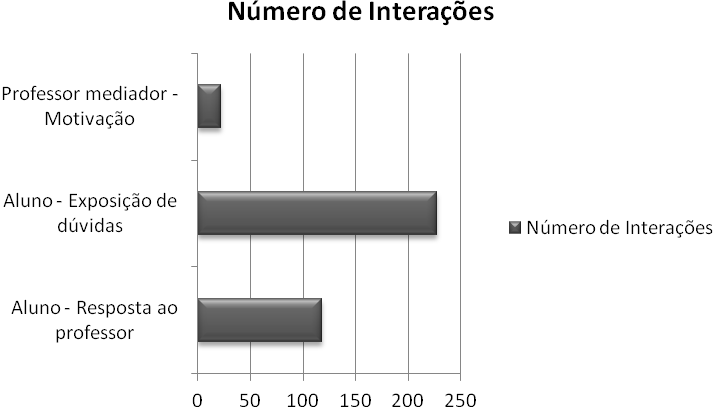 Número de Interações
Professor mediador -
Motivação
Aluno - Exposição de
dúvidas
Número de Interações
Aluno - Resposta ao
professor
0 50 100 150 200 250